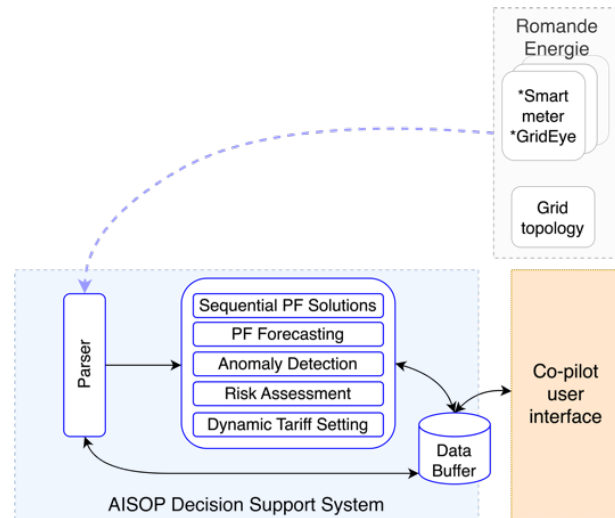 Romande
Energie
*Smart
meter
*GridEye
Grid
topology
Parser
Sequential PF Solutions
PF Forecasting
Anomaly Detection
Risk Assessment
Dynamic Tariff Setting
Data
Buffer
Co-pilot
user
interface
AISOP Decision Support System